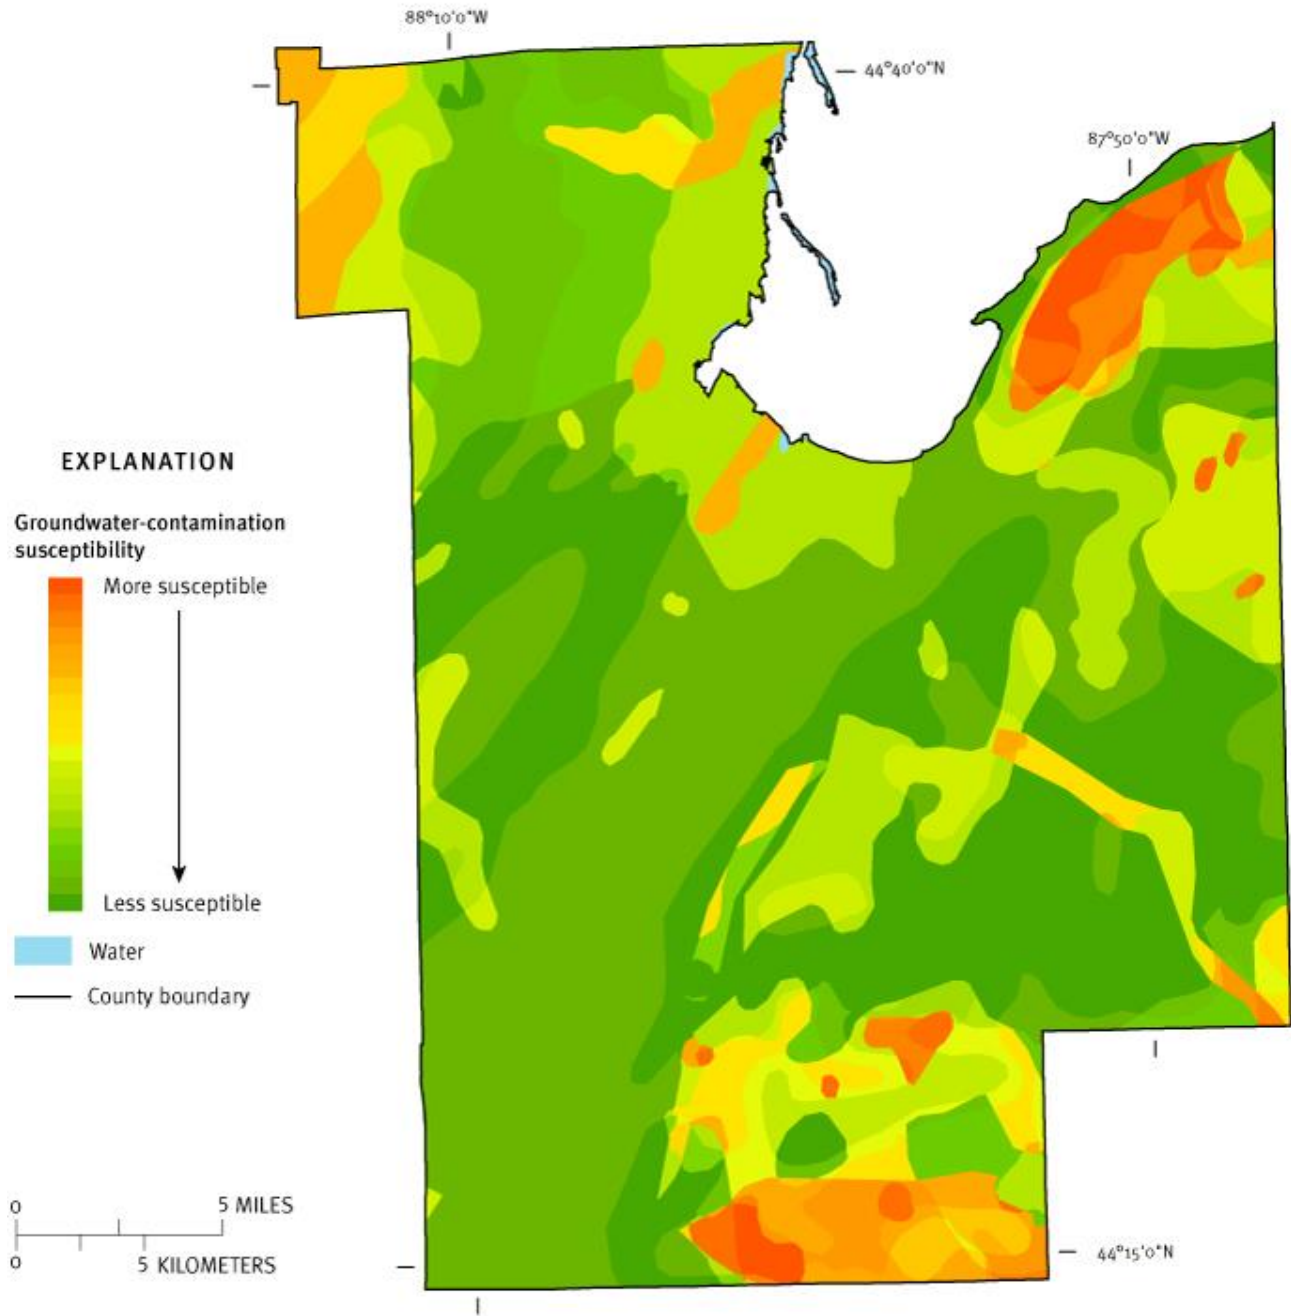 88°10'0"W
44°40'0"N
87°50'0"W
EXPLANATION
Groundwater-contamination
susceptibility
More susceptible
Less susceptible
Water
County boundary
0 5 MILES
0 5 KILOMETERS
44°15'0"N